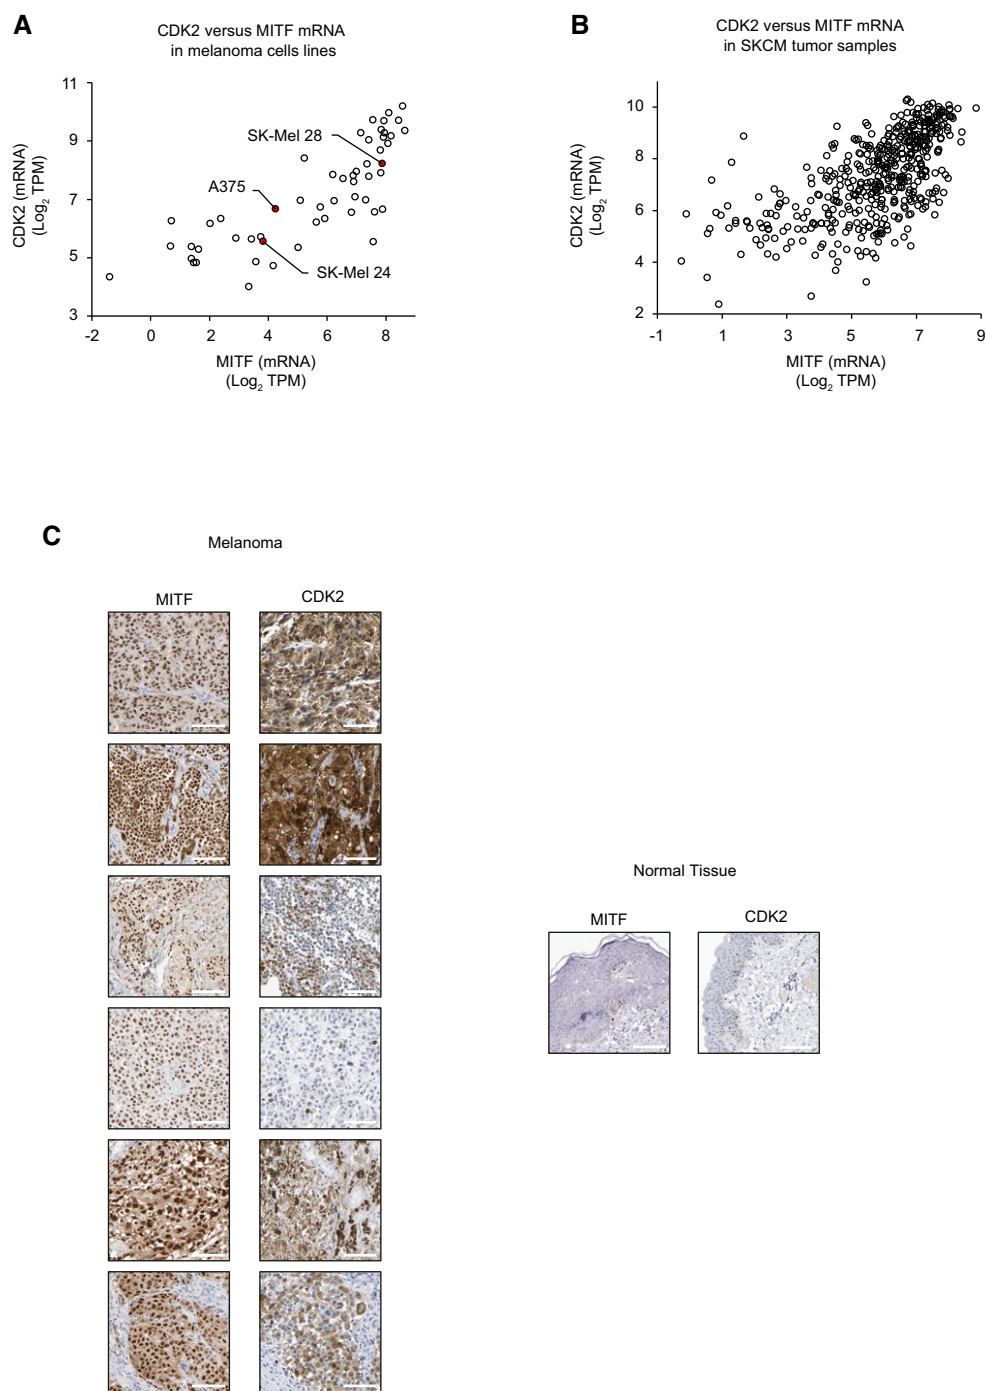 A
CDK2 versus MITF mRNA
in melanoma cells lines
11
9
7
5
3
CDK2 (mRNA)
(Log2 TPM)
SK-Mel 28
A375
SK-Mel 24
-2 0 2 4 6 8
MITF (mRNA)
(Log2 TPM)
B
CDK2 versus MITF mRNA
in SKCM tumor samples
10
8
6
4
2
CDK2 (mRNA)
(Log2 TPM)
-1 1 3 5 7 9
MITF (mRNA)
(Log2 TPM)
C
Melanoma
MITF CDK2
Normal Tissue
MITF CDK2